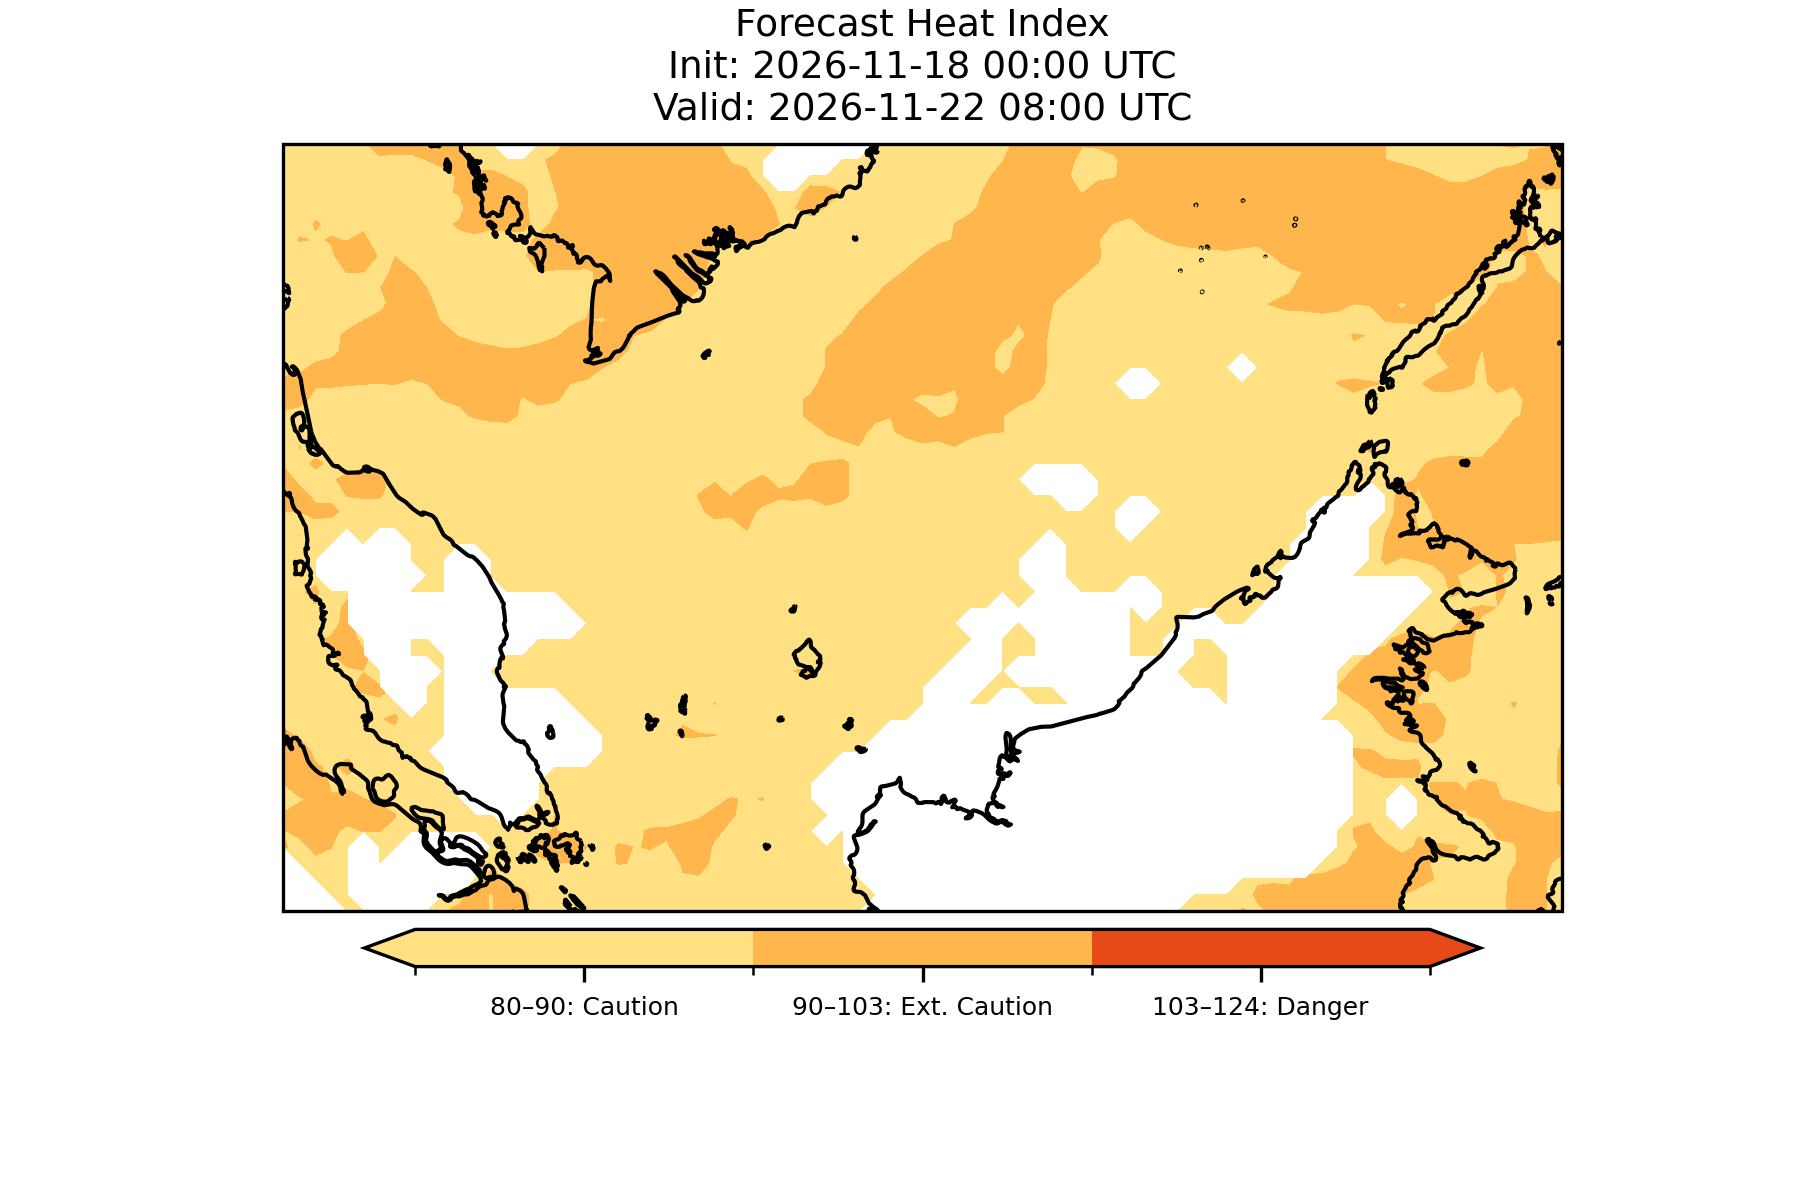 Forecast Heat Index
Init: 2026-11-18 00:00 UTC
Valid: 2026-11-22 08:00 UTC
80–90: Caution
90–103: Ext. Caution
103–124: Danger